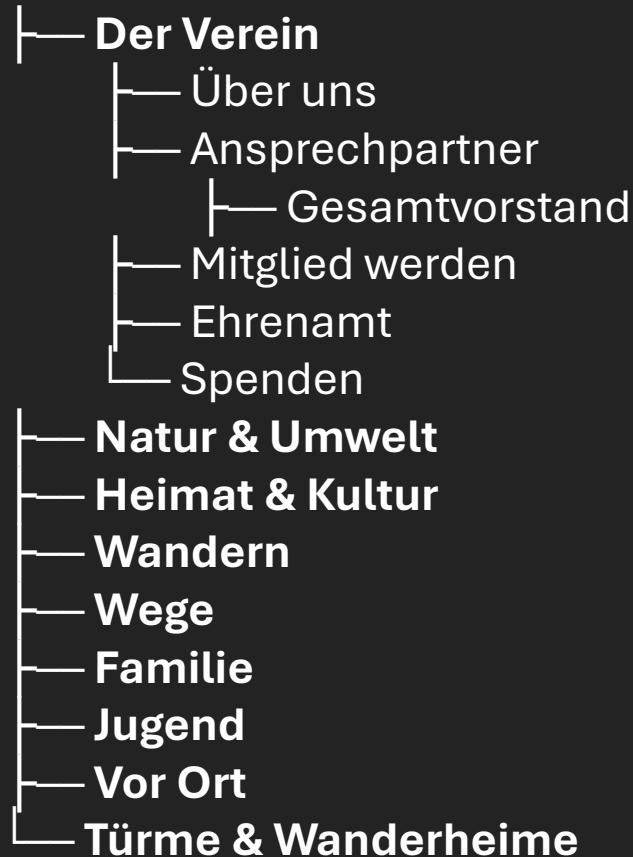 ├── Der Verein
├── Über uns
├── Ansprechpartner
├── Gesamtvorstand
├── Mitglied werden
├── Ehrenamt
└── Spenden
├── Natur & Umwelt
├── Heimat & Kultur
├── Wandern
├── Wege
├── Familie
├── Jugend
├── Vor Ort
└── Türme & Wanderheime